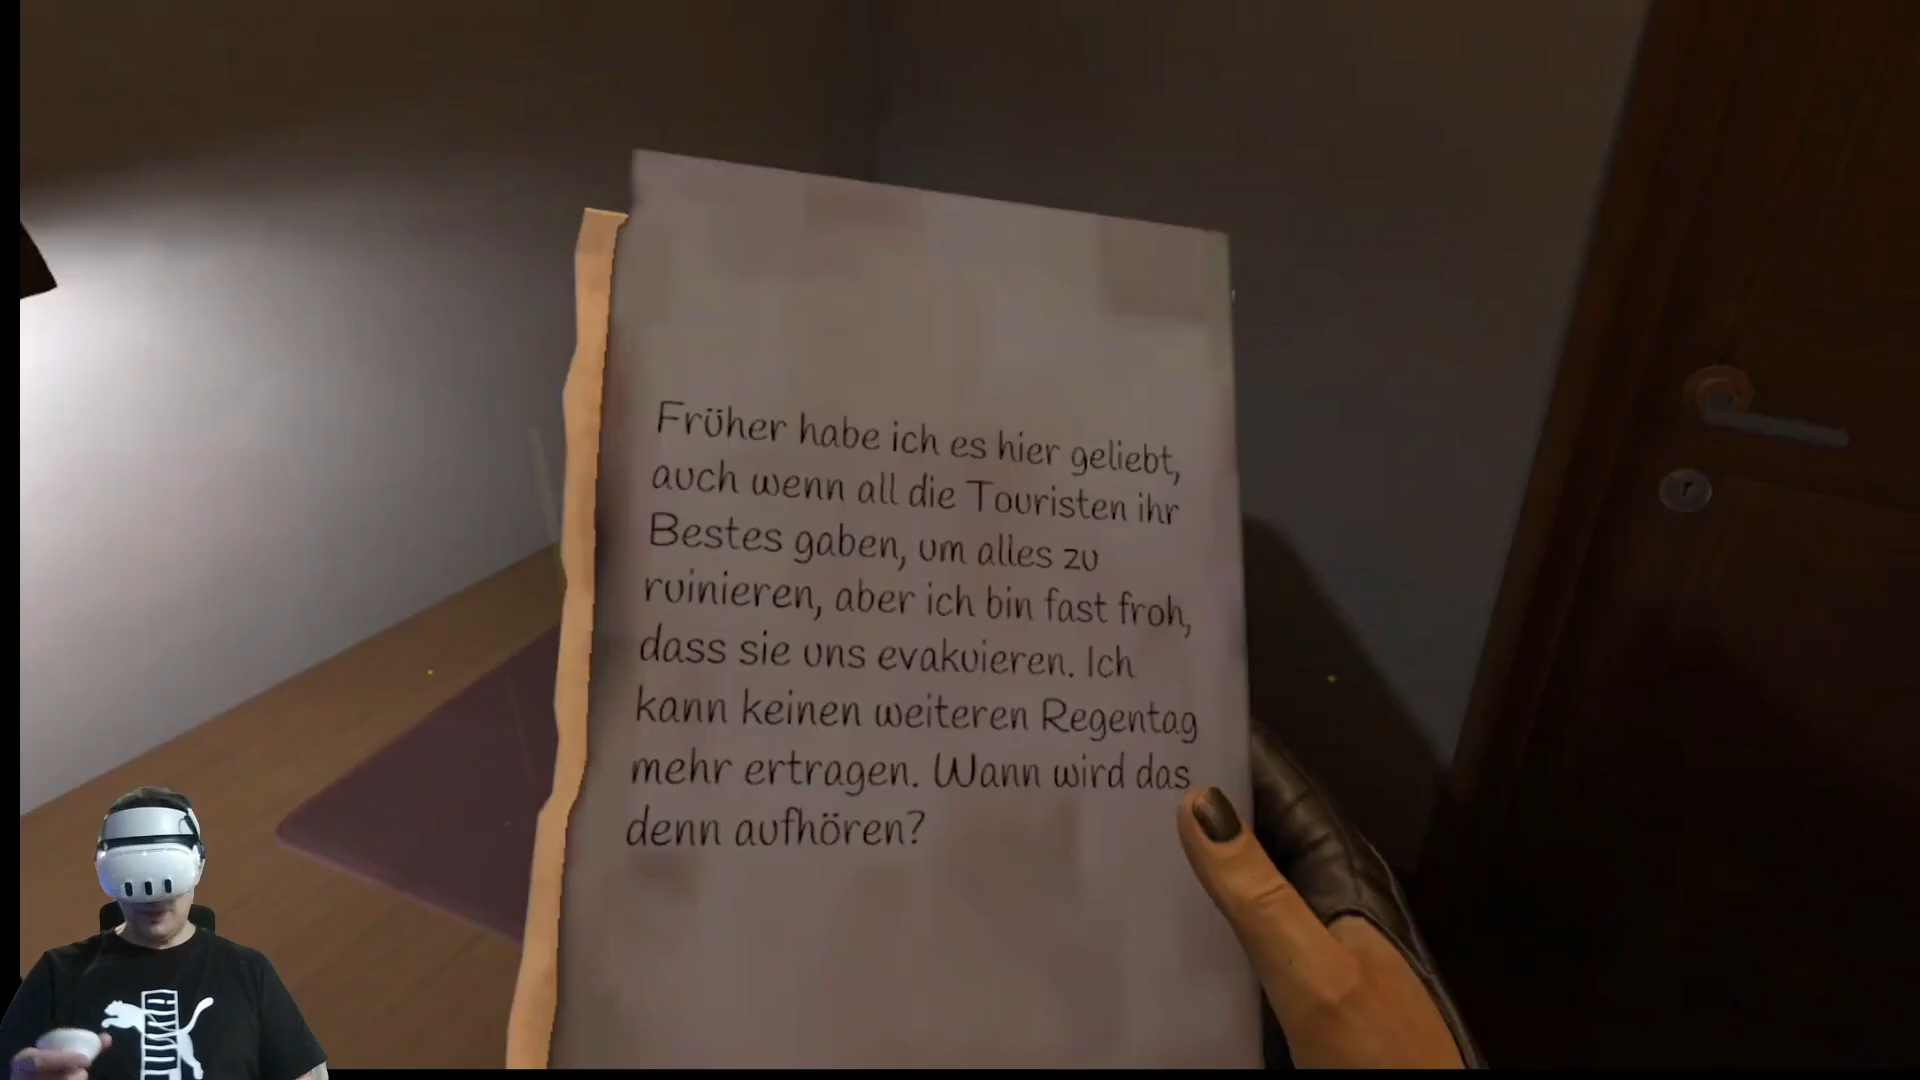 Früher habe ich es hier geliebt,
auch wenn all die Touristen ihr
Bestes gaben, um alles zu
ruinieren, aber ich bin fast froh,
dass sie uns evakuieren. Ich
kann keinen weiteren Regentag
mehr ertragen. Wann wird das
denn aufhören?